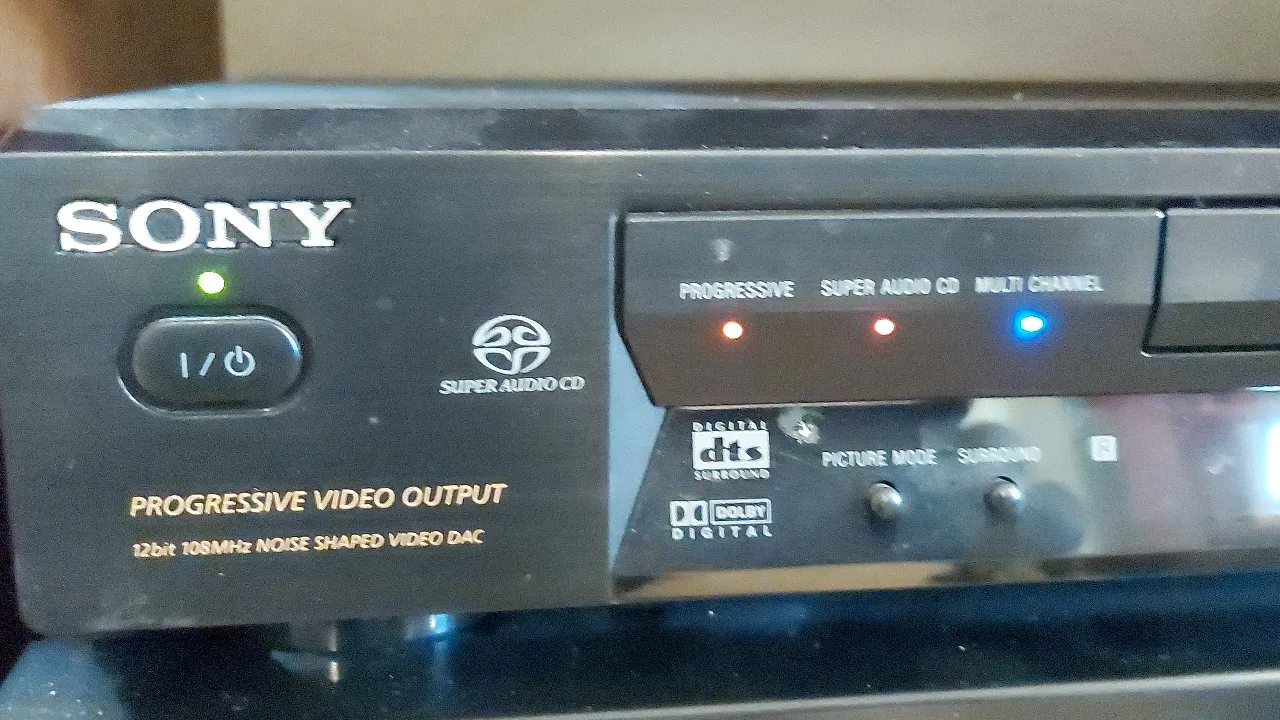 SONY
I/⏻
SUPER AUDIO CD
PROGRESSIVE VIDEO OUTPUT
12bit 108MHz NOISE SHAPED VIDEO DAC
PROGRESSIVE SUPER AUDIO CD MULTI CHANNEL
DIGITAL
dts
SURROUND
PICTURE MODE SURROUND
DOLBY
DIGITAL